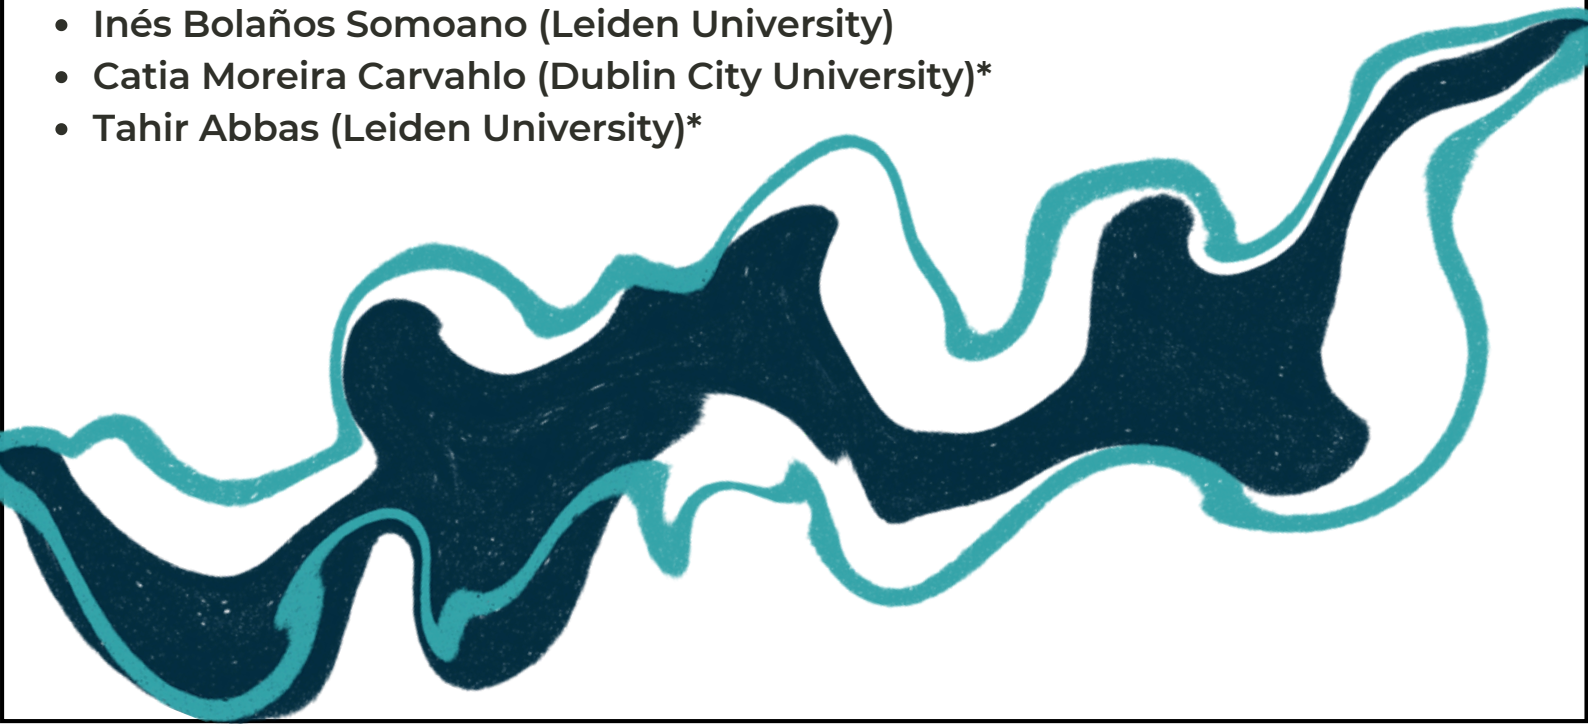 • Inés Bolaños Somoano (Leiden University)
• Catia Moreira Carvahlo (Dublin City University)*
• Tahir Abbas (Leiden University)*